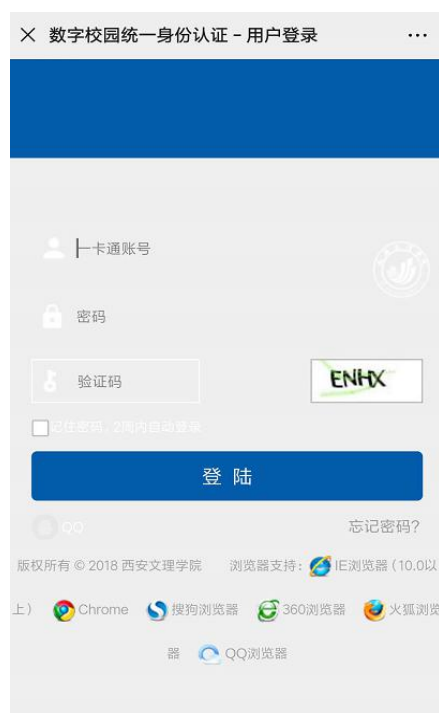 数字校园统一身份认证 - 用户登录
一卡通账号
密码
验证码 ENHX
记住密码，2周内自动登录
登 陆
QQ 忘记密码?
版权所有 © 2018 西安文理学院 浏览器支持: IE浏览器 (10.0以
上) Chrome 搜狗浏览器 360浏览器 火狐浏览
器 QQ浏览器